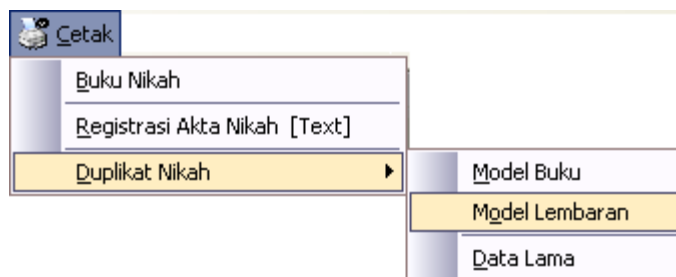 Cetak
Buku Nikah
Registrasi Akta Nikah [Text]
Duplikat Nikah
Model Buku
Model Lembaran
Data Lama